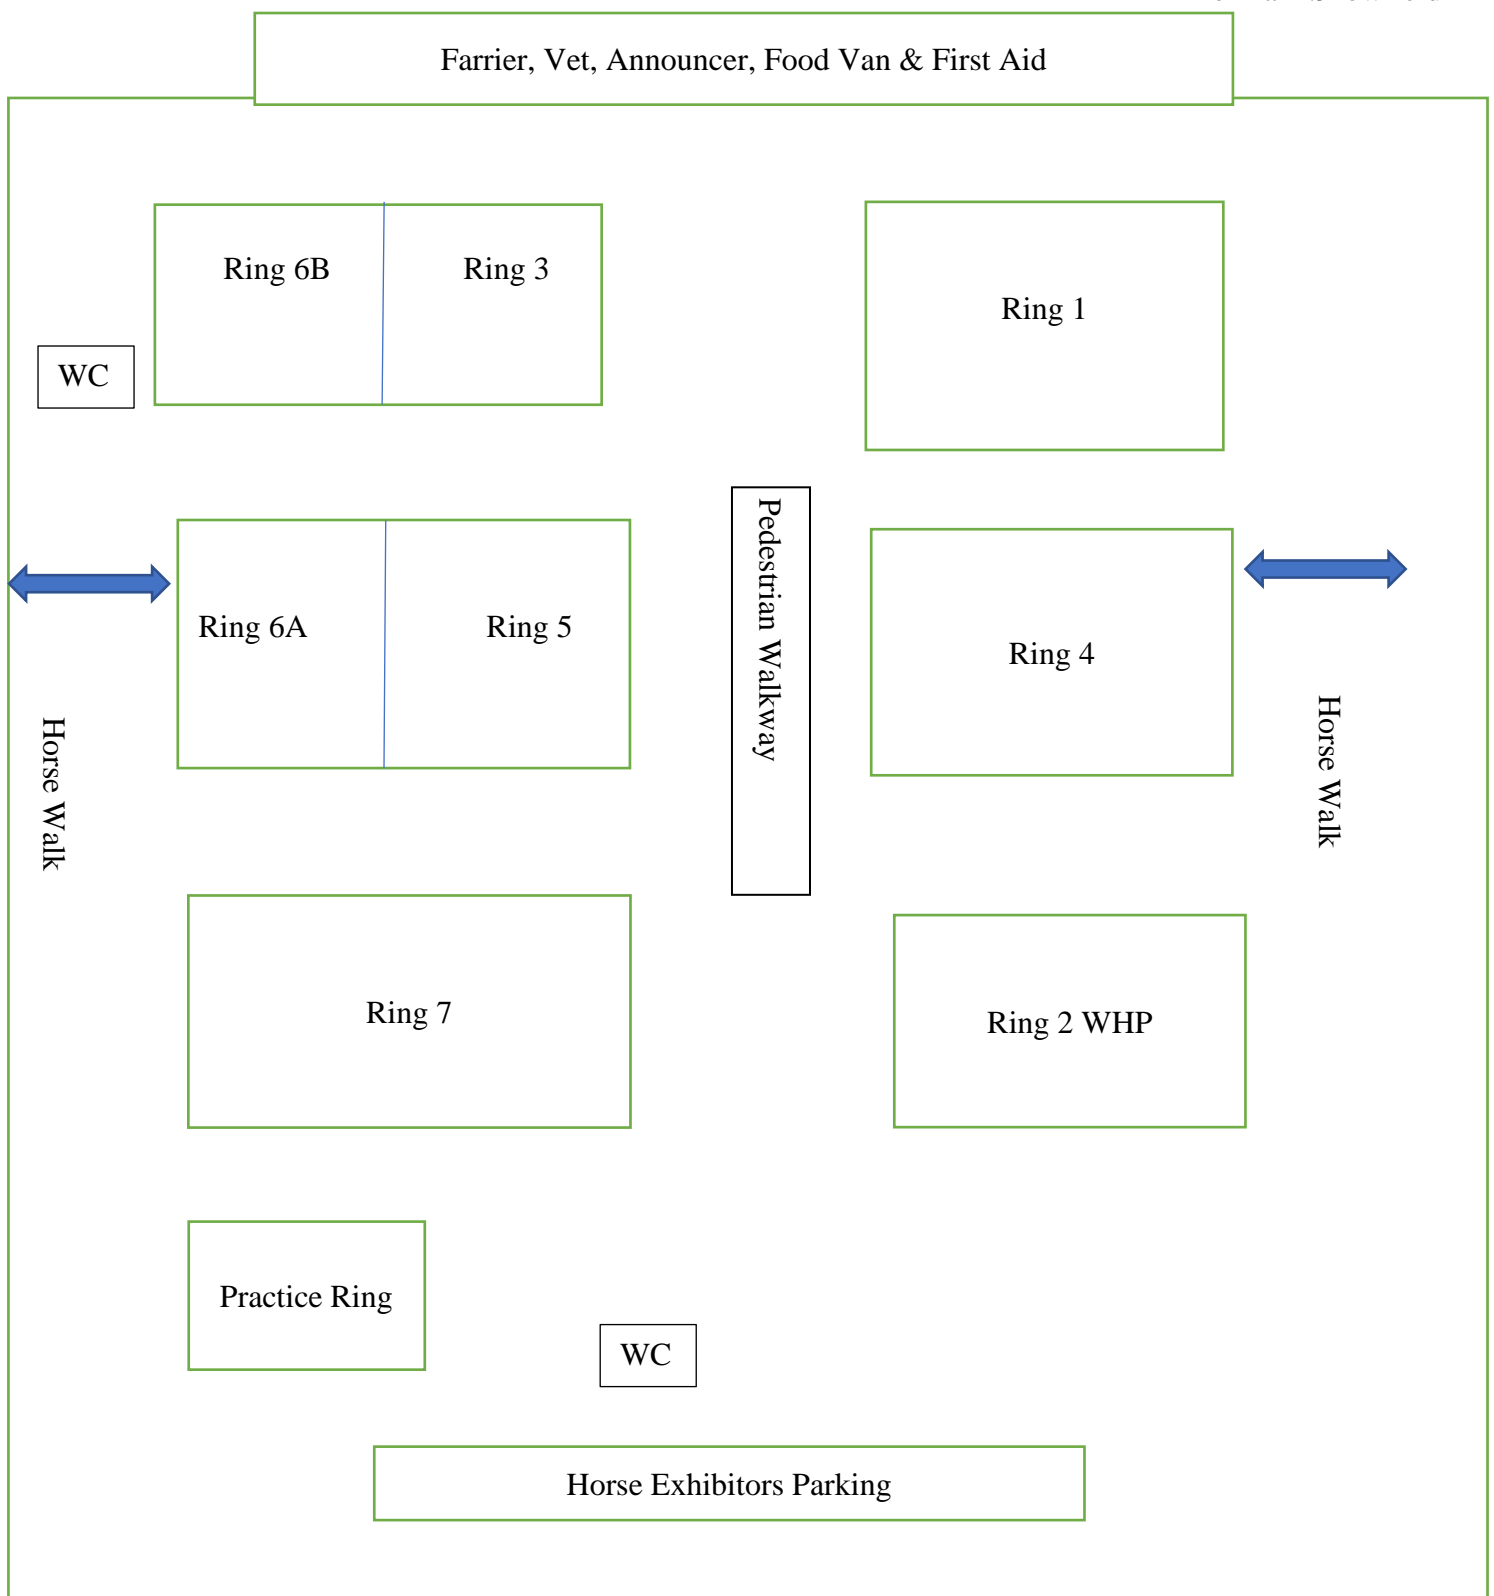 Farrier, Vet, Announcer, Food Van & First Aid
Ring 6B
Ring 3
Ring 1
WC
Pedestrian Walkway
Ring 6A
Ring 5
Ring 4
Horse Walk
Horse Walk
Ring 7
Ring 2 WHP
Practice Ring
WC
Horse Exhibitors Parking